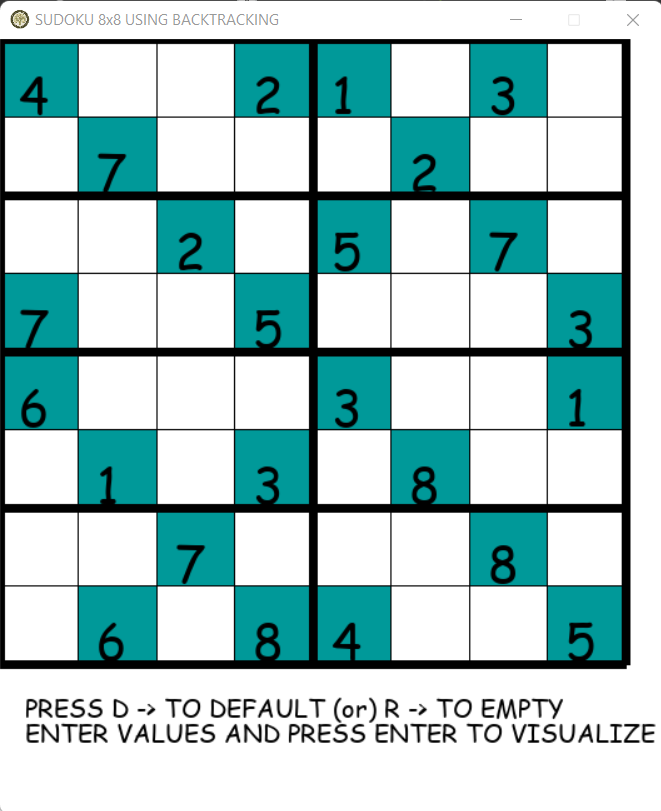 SUDOKU 8x8 USING BACKTRACKING
4 2 1 3
7 2
2 5 7
7 5 3
6 3 1
1 3 8
7 8
6 8 4 5
PRESS D -> TO DEFAULT (or) R -> TO EMPTY
ENTER VALUES AND PRESS ENTER TO VISUALIZE